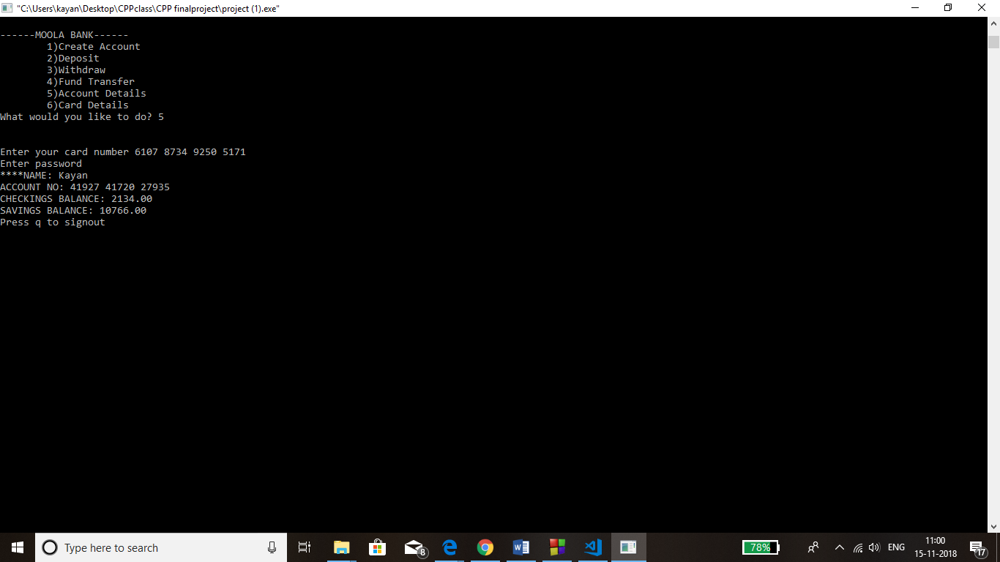 "C:\Users\kayan\Desktop\CPPclass\CPP finalproject\project (1).exe"
------MOOLA BANK------
1)Create Account
2)Deposit
3)Withdraw
4)Fund Transfer
5)Account Details
6)Card Details
What would you like to do? 5
Enter your card number 6107 8734 9250 5171
Enter password
****NAME: Kayan
ACCOUNT NO: 41927 41720 27935
CHECKINGS BALANCE: 2134.00
SAVINGS BALANCE: 10766.00
Press q to signout
Type here to search
8
78%
ENG
11:00
15-11-2018
17